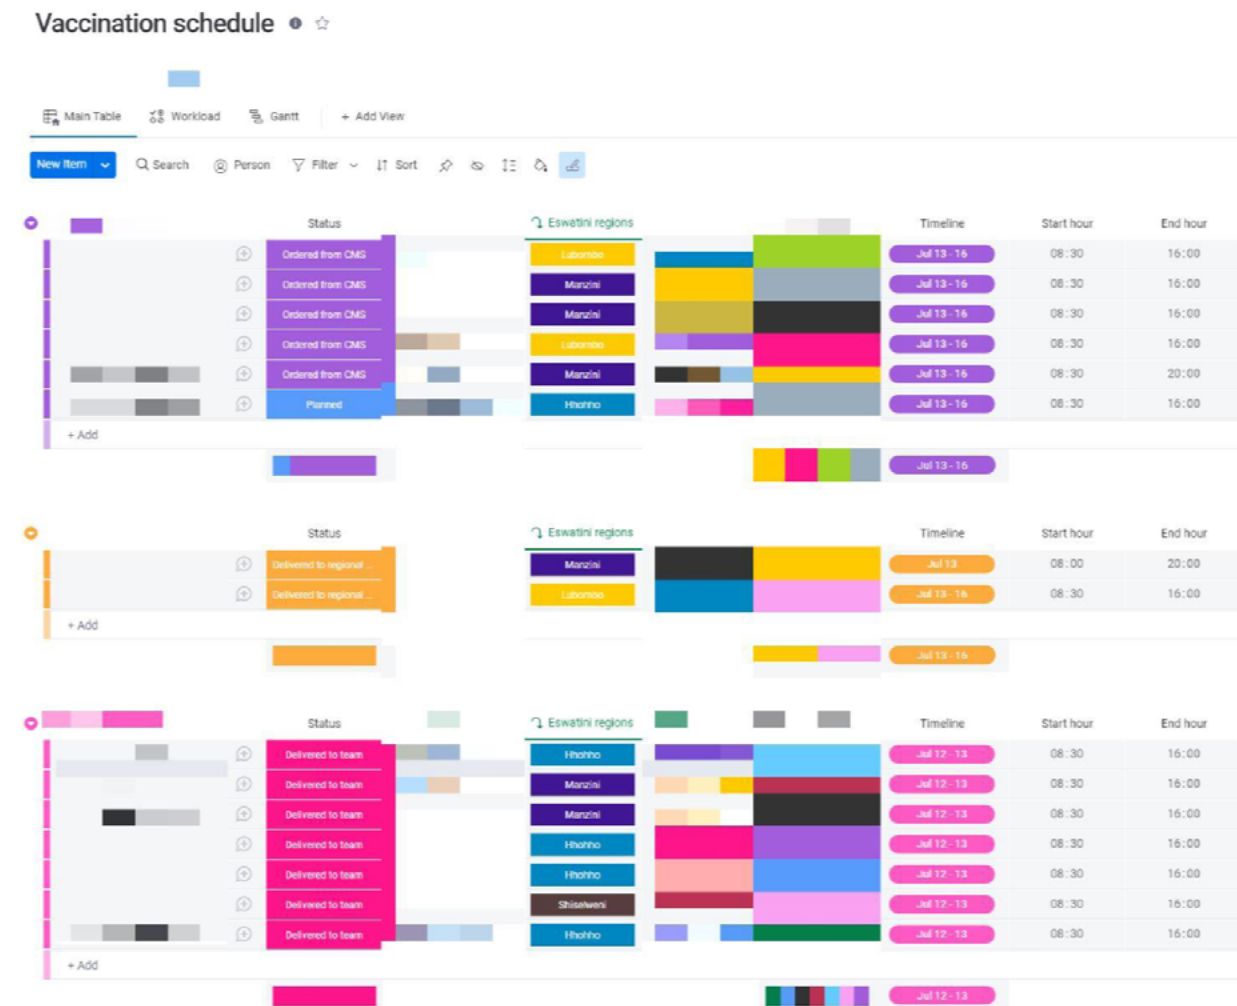 Vaccination schedule
Main Table Workload Gantt + Add View
New Item Search Person Filter Sort
Status Eswatini regions Timeline Start hour End hour
Ordered from CMS Lubombo Jul 13 - 16 08:30 16:00
Ordered from CMS Manzini Jul 13 - 16 08:30 16:00
Ordered from CMS Manzini Jul 13 - 16 08:30 16:00
Ordered from CMS Lubombo Jul 13 - 16 08:30 16:00
Ordered from CMS Manzini Jul 13 - 16 08:30 20:00
Planned Hhohho Jul 13 - 16 08:30 16:00
+ Add
Jul 13 - 16
Status Eswatini regions Timeline Start hour End hour
Delivered to regional ... Manzini Jul 13 08:00 20:00
Delivered to regional ... Lubombo Jul 13 - 16 08:30 16:00
+ Add
Jul 13 - 16
Status Eswatini regions Timeline Start hour End hour
Delivered to team Hhohho Jul 12 - 13 08:30 16:00
Delivered to team Manzini Jul 12 - 13 08:30 16:00
Delivered to team Manzini Jul 12 - 13 08:30 16:00
Delivered to team Hhohho Jul 12 - 13 08:30 16:00
Delivered to team Hhohho Jul 12 - 13 08:30 16:00
Delivered to team Shiselweni Jul 12 - 13 08:30 16:00
Delivered to team Hhohho Jul 12 - 13 08:30 16:00
+ Add
Jul 12 - 13